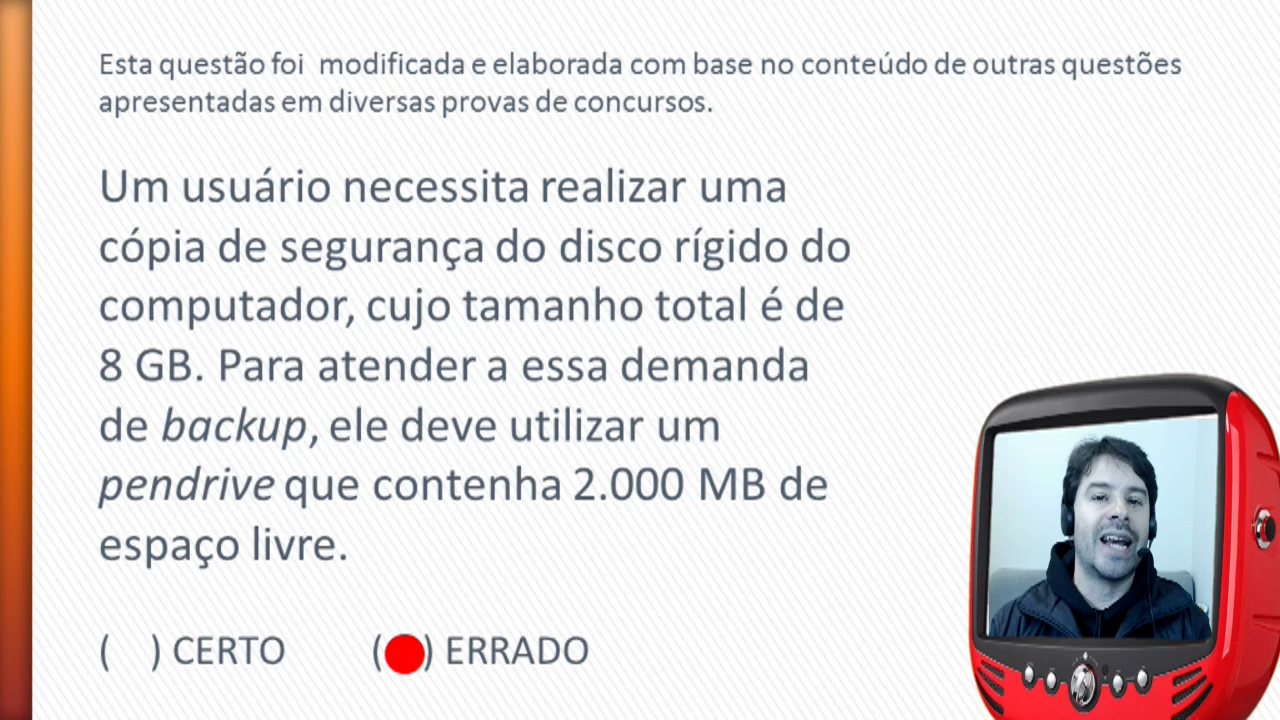 Esta questão foi modificada e elaborada com base no conteúdo de outras questões
apresentadas em diversas provas de concursos.
Um usuário necessita realizar uma
cópia de segurança do disco rígido do
computador, cujo tamanho total é de
8 GB. Para atender a essa demanda
de backup, ele deve utilizar um
pendrive que contenha 2.000 MB de
espaço livre.
( ) CERTO ( ) ERRADO